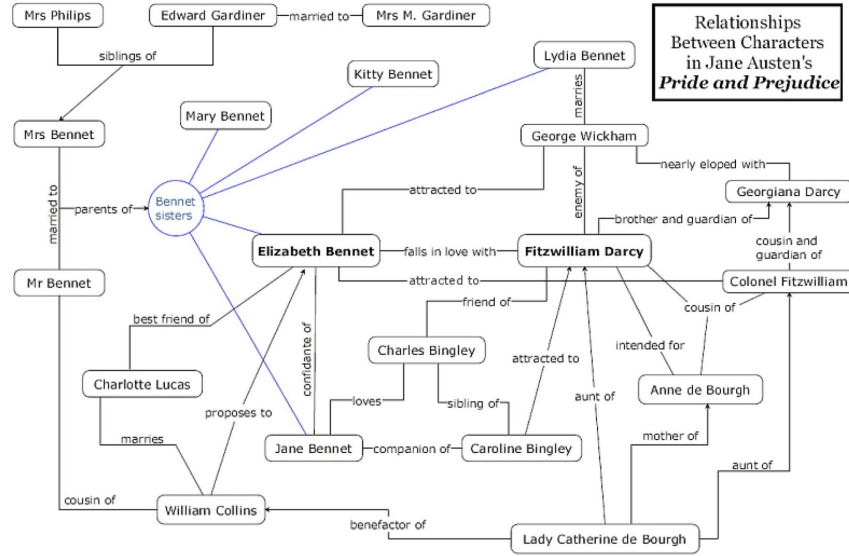 Mrs Philips
Edward Gardiner
married to
Mrs M. Gardiner
Relationships
Between Characters
in Jane Austen's
Pride and Prejudice
siblings of
Lydia Bennet
Kitty Bennet
marries
Mary Bennet
Mrs Bennet
George Wickham
nearly eloped with
married to
parents of
Bennet
sisters
attracted to
enemy of
Georgiana Darcy
brother and guardian of
Elizabeth Bennet
falls in love with
Fitzwilliam Darcy
cousin and
guardian of
Mr Bennet
attracted to
Colonel Fitzwilliam
friend of
cousin of
best friend of
confidante of
Charles Bingley
attracted to
intended for
Charlotte Lucas
Anne de Bourgh
proposes to
loves
sibling of
aunt of
marries
Jane Bennet
companion of
Caroline Bingley
mother of
aunt of
cousin of
William Collins
benefactor of
Lady Catherine de Bourgh